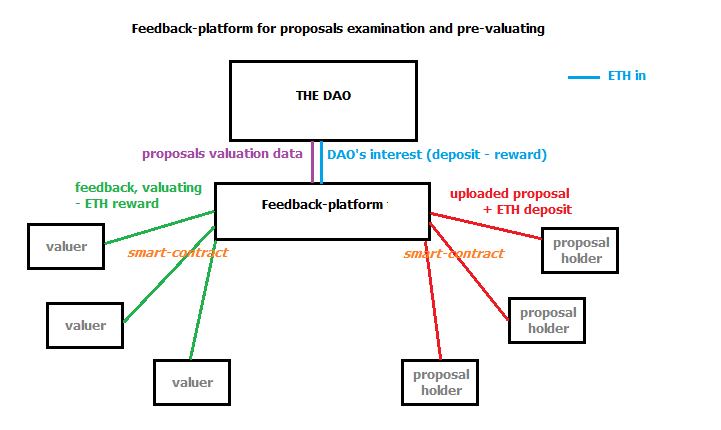 Feedback-platform for proposals examination and pre-valuating
ETH in
THE DAO
proposals valuation data
DAO's interest (deposit - reward)
feedback, valuating
- ETH reward
Feedback-platform
uploaded proposal
+ ETH deposit
valuer
smart-contract
smart-contract
proposal
holder
valuer
proposal
holder
valuer
proposal
holder